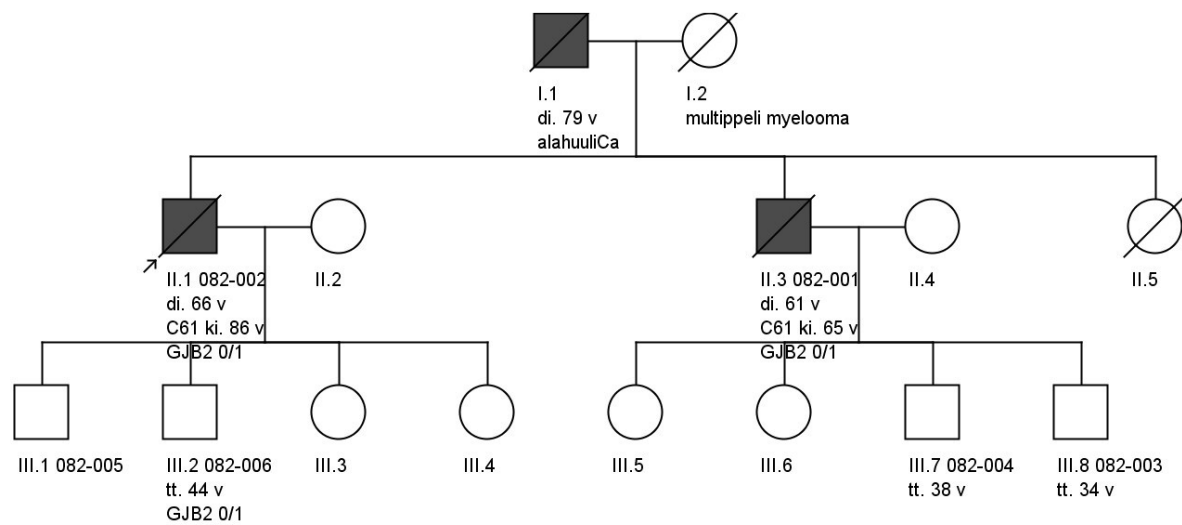 I.1
di. 79 v
alahuuliCa
I.2
multippeli myelooma
II.1 082-002
di. 66 v
C61 ki. 86 v
GJB2 0/1
II.2
II.3 082-001
di. 61 v
C61 ki. 65 v
GJB2 0/1
II.4
II.5
III.1 082-005
III.2 082-006
tt. 44 v
GJB2 0/1
III.3
III.4
III.5
III.6
III.7 082-004
tt. 38 v
III.8 082-003
tt. 34 v